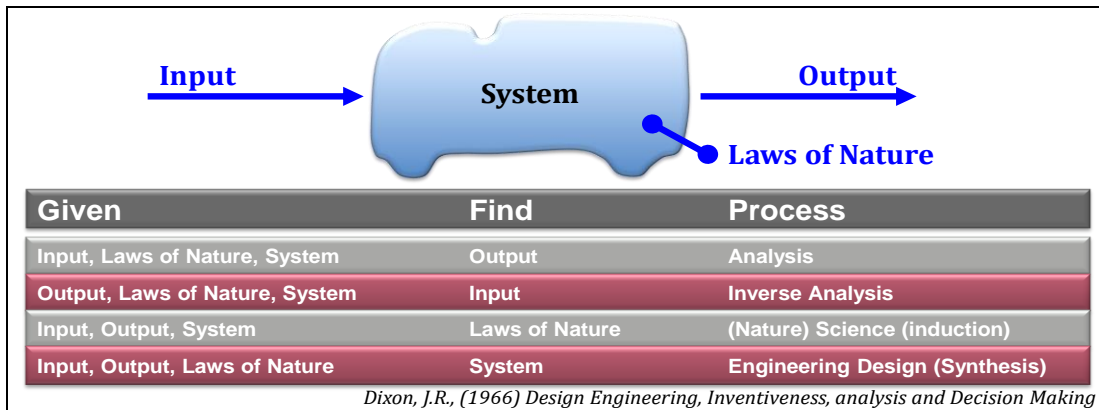 Input
Output
System
Laws of Nature
Given Find Process
Input, Laws of Nature, System Output Analysis
Output, Laws of Nature, System Input Inverse Analysis
Input, Output, System Laws of Nature (Nature) Science (induction)
Input, Output, Laws of Nature System Engineering Design (Synthesis)
Dixon, J.R., (1966) Design Engineering, Inventiveness, analysis and Decision Making